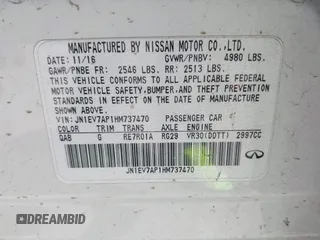 MANUFACTURED BY NISSAN MOTOR CO.,LTD.
DATE: 11/16 GVWR/PNBV: 4980 LBS.
GAWR/PNBE FR: 2546 LBS. RR: 2513 LBS.
THIS VEHICLE CONFORMS TO ALL APPLICABLE FEDERAL
MOTOR VEHICLE SAFETY,BUMPER,AND THEFT PREVENTION
STANDARDS IN EFFECT ON THE DATE OF MANUFACTURE
SHOWN ABOVE.
VIN:JN1EV7AP1HM737470 PASSENGER CAR
COLOR TRIM TRANS AXLE ENGINE
QAB G RE7R01A RG29 VR30(DDTT) 2997CC
JN1EV7AP1HM737470
DEALERSHIP.COM